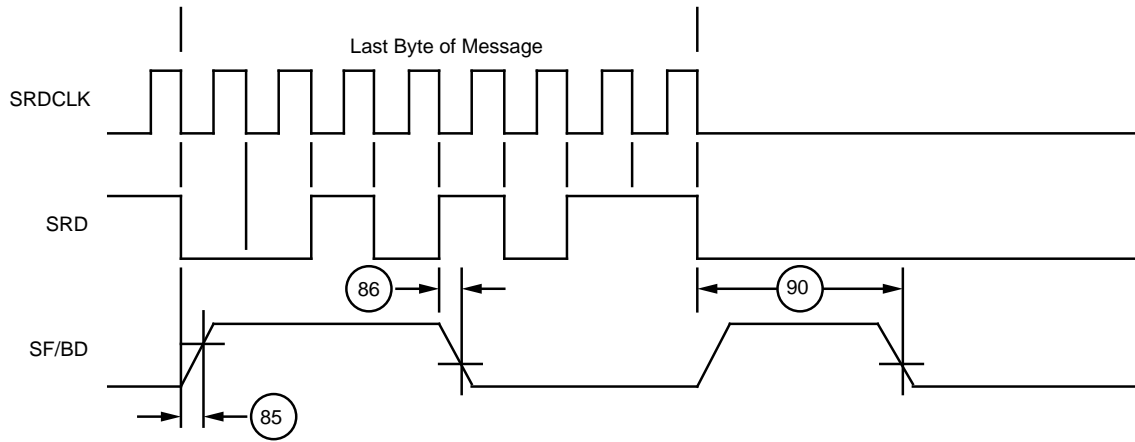 Last Byte of Message
SRDCLK
SRD
86
90
SF/BD
85